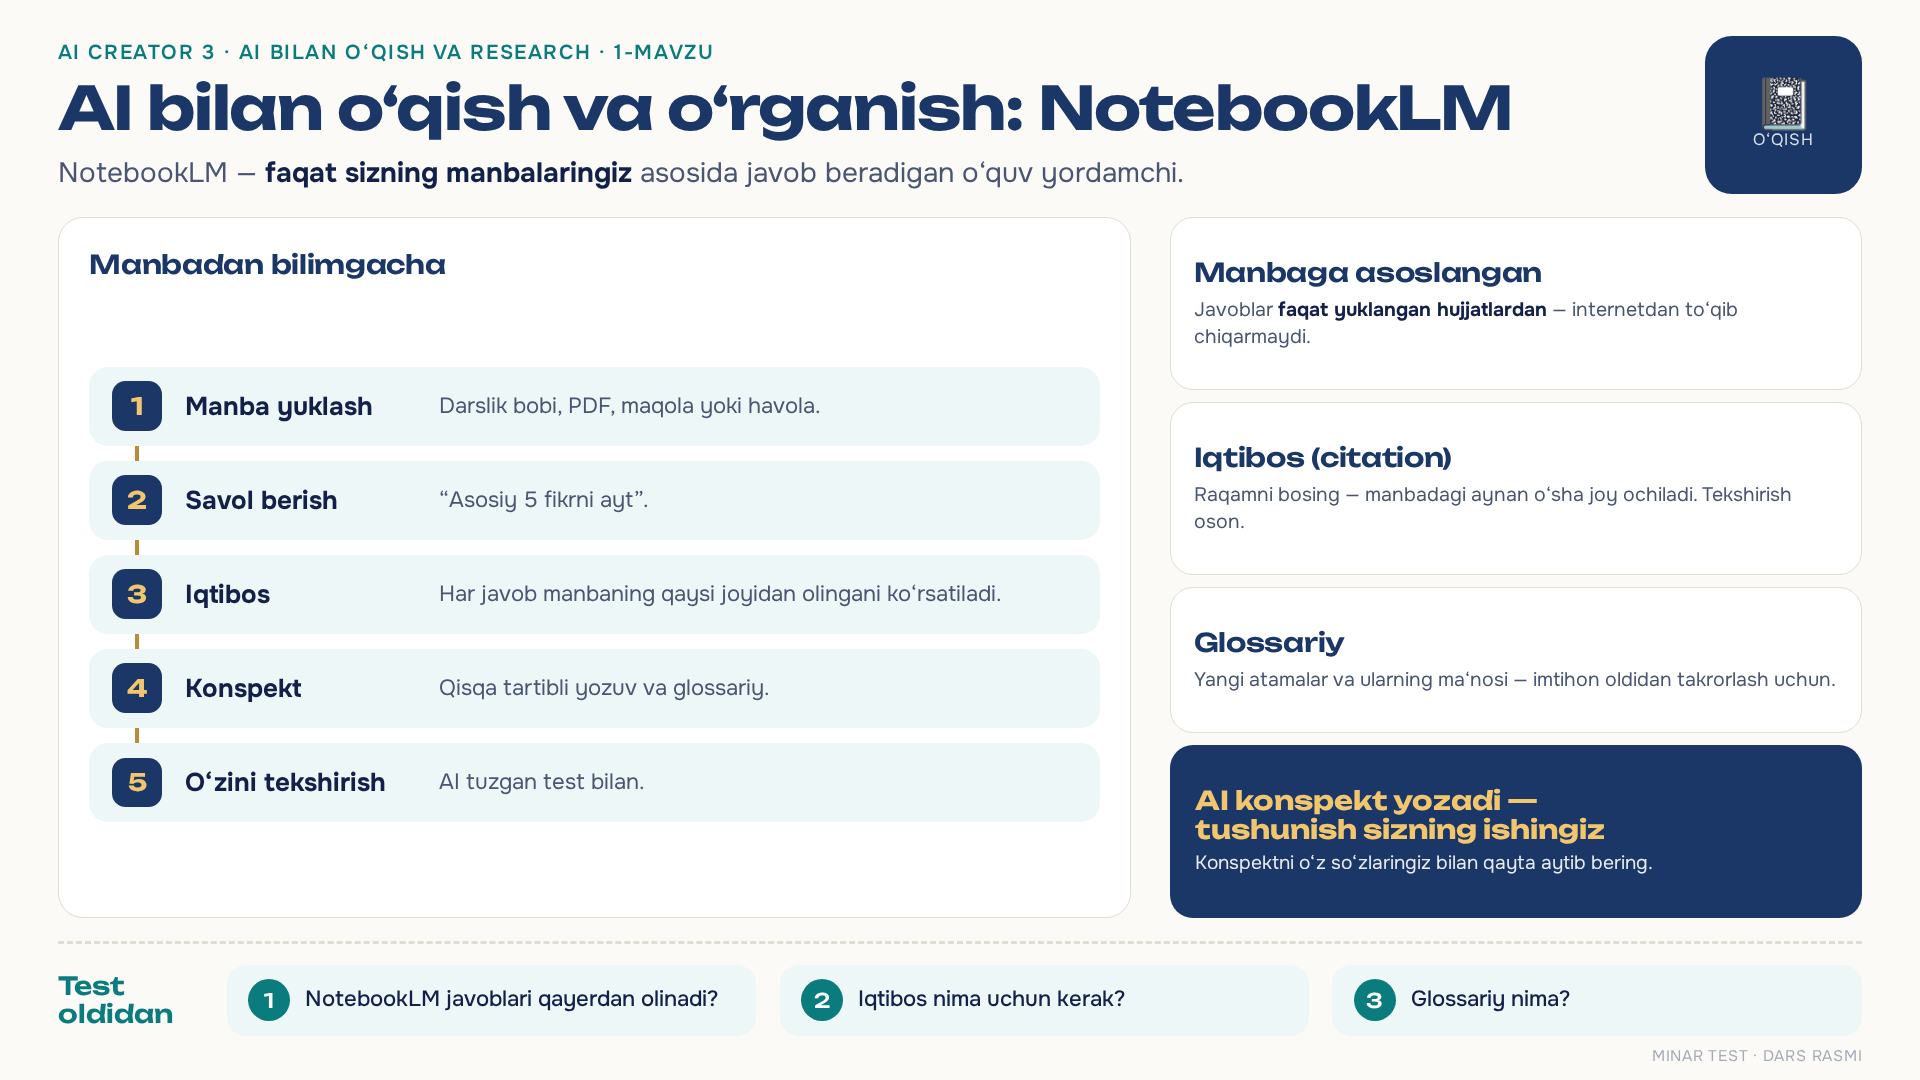 AI CREATOR 3 · AI BILAN O‘QISH VA RESEARCH · 1-MAVZU
AI bilan o‘qish va o‘rganish: NotebookLM
NotebookLM — faqat sizning manbalaringiz asosida javob beradigan o‘quv yordamchi.
O‘QISH
Manbadan bilimgacha
1 Manba yuklash Darslik bobi, PDF, maqola yoki havola.
2 Savol berish “Asosiy 5 fikrni ayt”.
3 Iqtibos Har javob manbaning qaysi joyidan olingani ko‘rsatiladi.
4 Konspekt Qisqa tartibli yozuv va glossariy.
5 O‘zini tekshirish AI tuzgan test bilan.
Manbaga asoslangan
Javoblar faqat yuklangan hujjatlardan — internetdan to‘qib
chiqarmaydi.
Iqtibos (citation)
Raqamni bosing — manbadagi aynan o‘sha joy ochiladi. Tekshirish
oson.
Glossariy
Yangi atamalar va ularning ma‘nosi — imtihon oldidan takrorlash uchun.
AI konspekt yozadi —
tushunish sizning ishingiz
Konspektni o‘z so‘zlaringiz bilan qayta aytib bering.
Test
oldidan
1 NotebookLM javoblari qayerdan olinadi?
2 Iqtibos nima uchun kerak?
3 Glossariy nima?
MINAR TEST · DARS RASMI